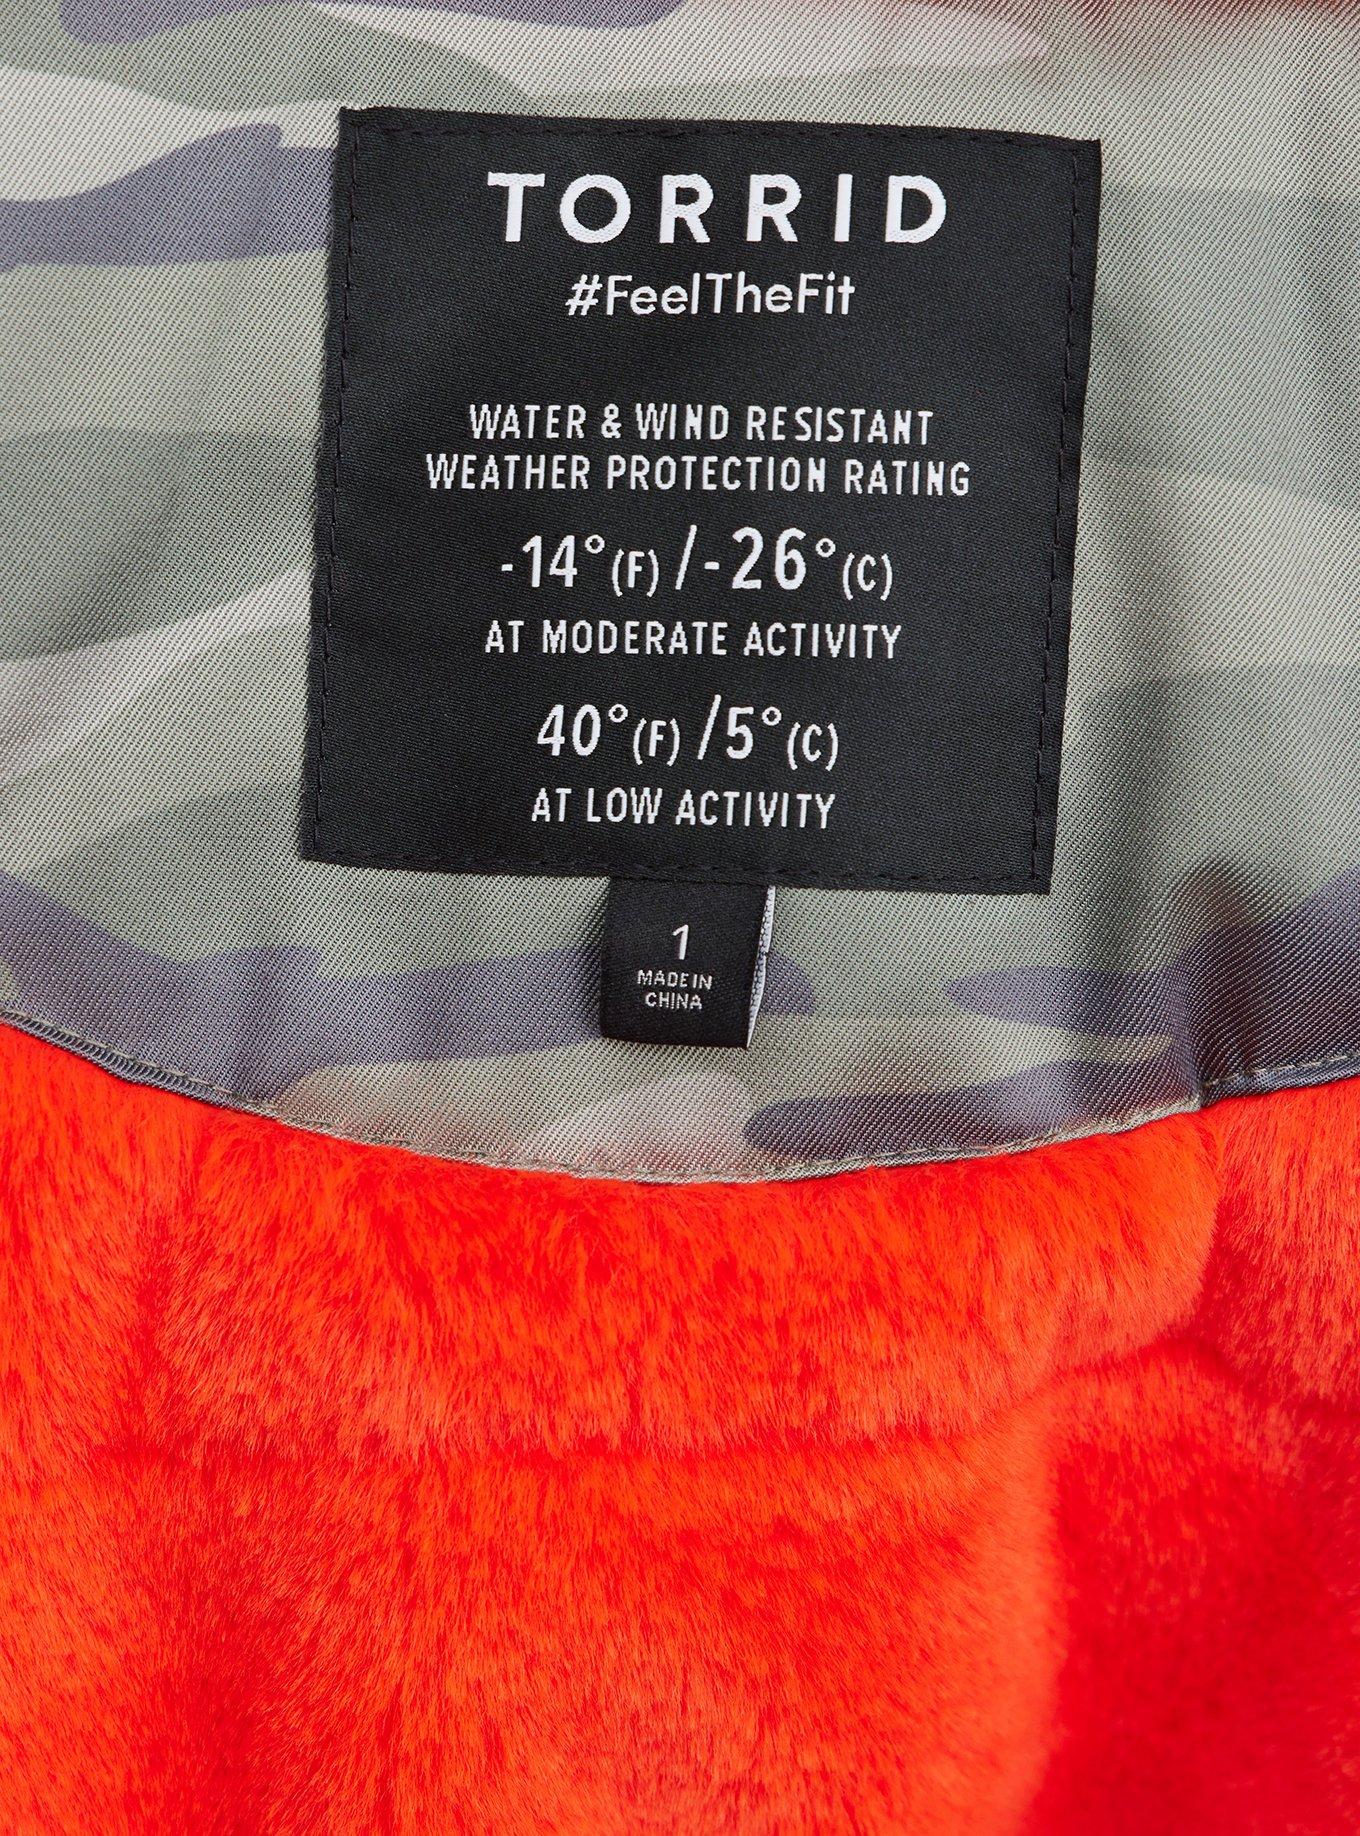 TORRID
#FeelTheFit
WATER & WIND RESISTANT
WEATHER PROTECTION RATING
-14°(F)/-26°(C)
AT MODERATE ACTIVITY
40°(F)/5°(C)
AT LOW ACTIVITY
1
MADE IN
CHINA